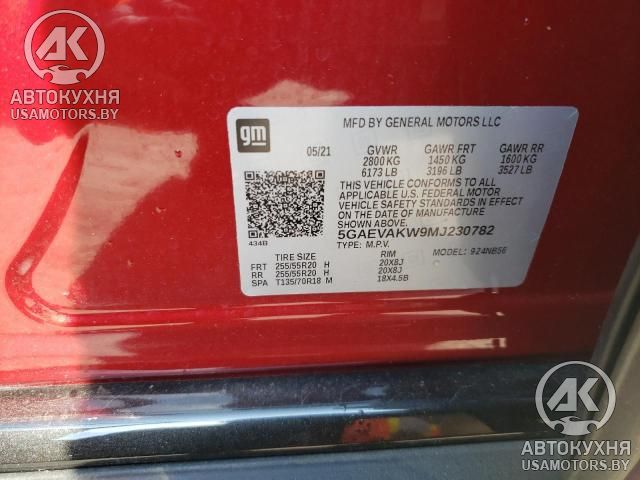 AK
АВТОКУХНЯ
USAMOTORS.BY
gm
MFD BY GENERAL MOTORS LLC
05/21
GVWR GAWR FRT GAWR RR
2800 KG 1450 KG 1600 KG
6173 LB 3196 LB 3527 LB
THIS VEHICLE CONFORMS TO ALL
APPLICABLE U.S. FEDERAL MOTOR
VEHICLE SAFETY STANDARDS IN EFFECT
ON THE DATE OF MANUFACTURE
SHOWN ABOVE.
5GAEVAKW9MJ230782
434B
TYPE: M.P.V. MODEL: 924NB56
TIRE SIZE RIM
FRT 255/55R20 H 20X8J
RR 255/55R20 H 20X8J
SPA T135/70R18 M 18X4.5B
AK
АВТОКУХНЯ
USAMOTORS.BY